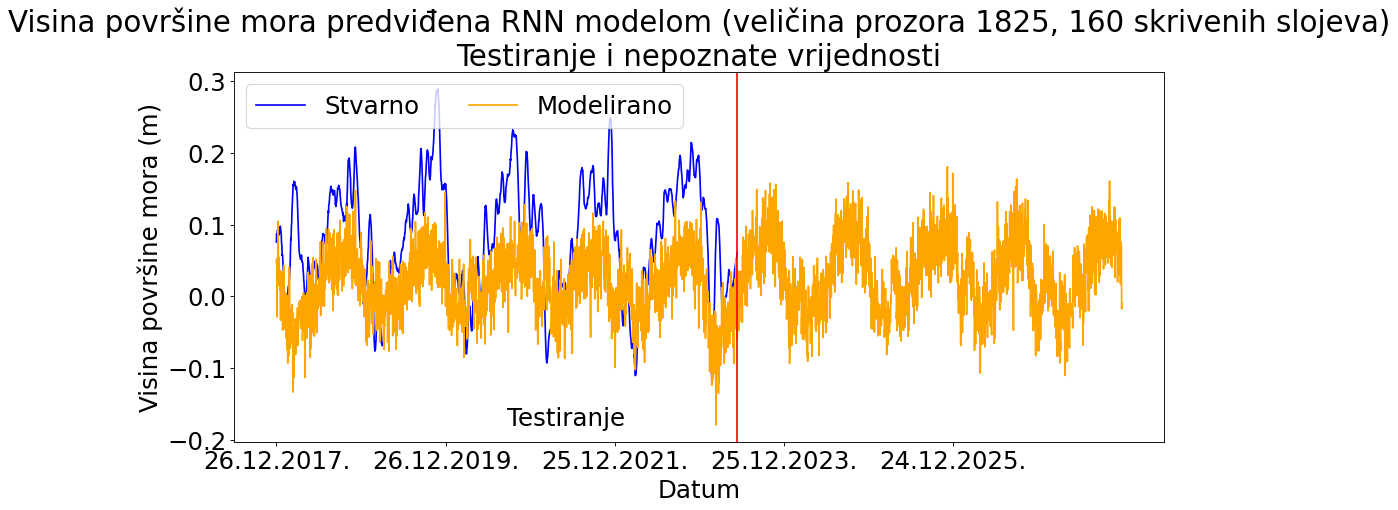 Visina površine mora predviđena RNN modelom (veličina prozora 1825, 160 skrivenih slojeva)
Testiranje i nepoznate vrijednosti
Stvarno Modelirano
Visina površine mora (m)
0.3
0.2
0.1
0.0
−0.1
−0.2
Testiranje
26.12.2017. 26.12.2019. 25.12.2021. 25.12.2023. 24.12.2025.
Datum